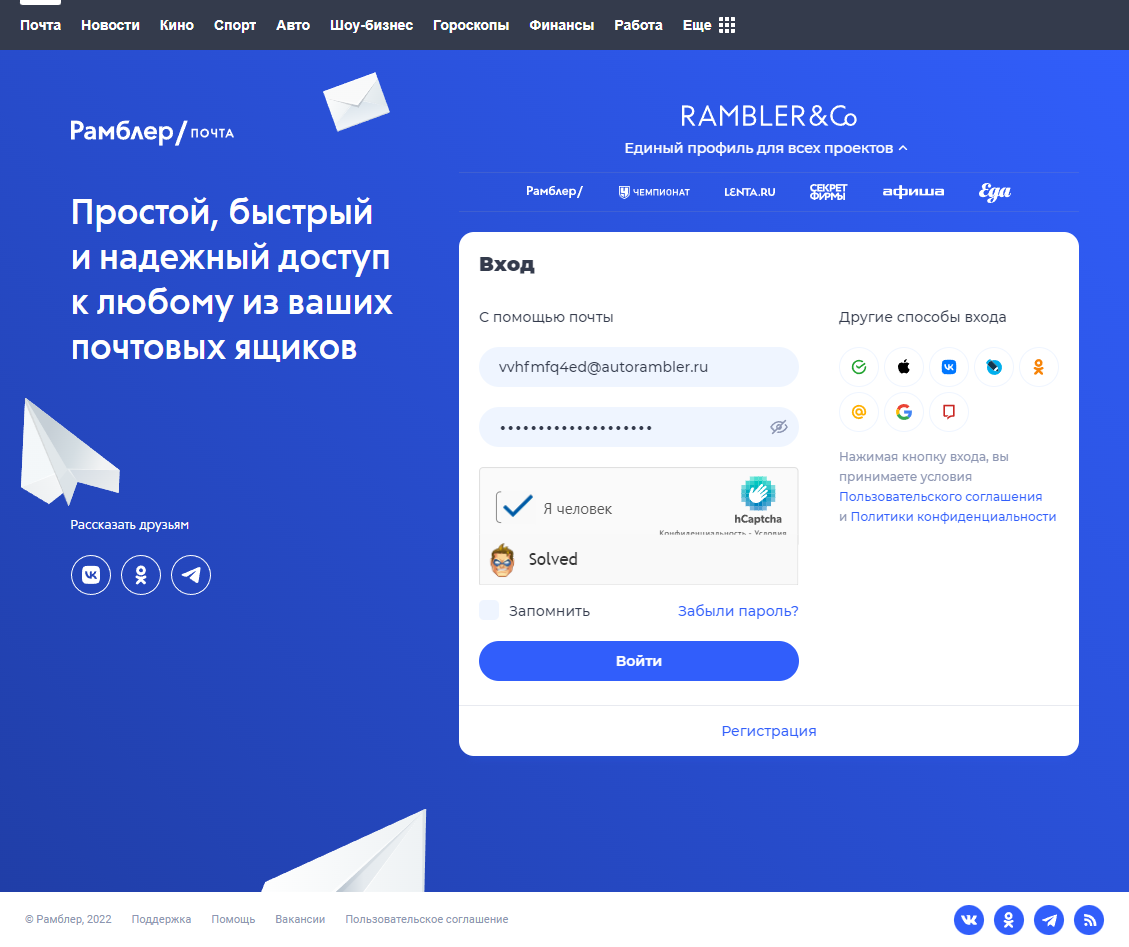 Почта Новости Кино Спорт Авто Шоу-бизнес Гороскопы Финансы Работа Еще
Рамблер/ПОЧТА
Простой, быстрый
и надежный доступ
к любому из ваших
почтовых ящиков
Рассказать друзьям
RAMBLER&Co
Единый профиль для всех проектов
Рамблер/ ЧЕМПИОНАТ LENTA.RU СЕКРЕТ ФИРМЫ афиша Еда
Вход
С помощью почты
vvhfmfq4ed@autorambler.ru
Я человек
hCaptcha
Конфиденциальность - Условия
Solved
Запомнить Забыли пароль?
Войти
Другие способы входа
Нажимая кнопку входа, вы
принимаете условия
Пользовательского соглашения
и Политики конфиденциальности
Регистрация
© Рамблер, 2022 Поддержка Помощь Вакансии Пользовательское соглашение